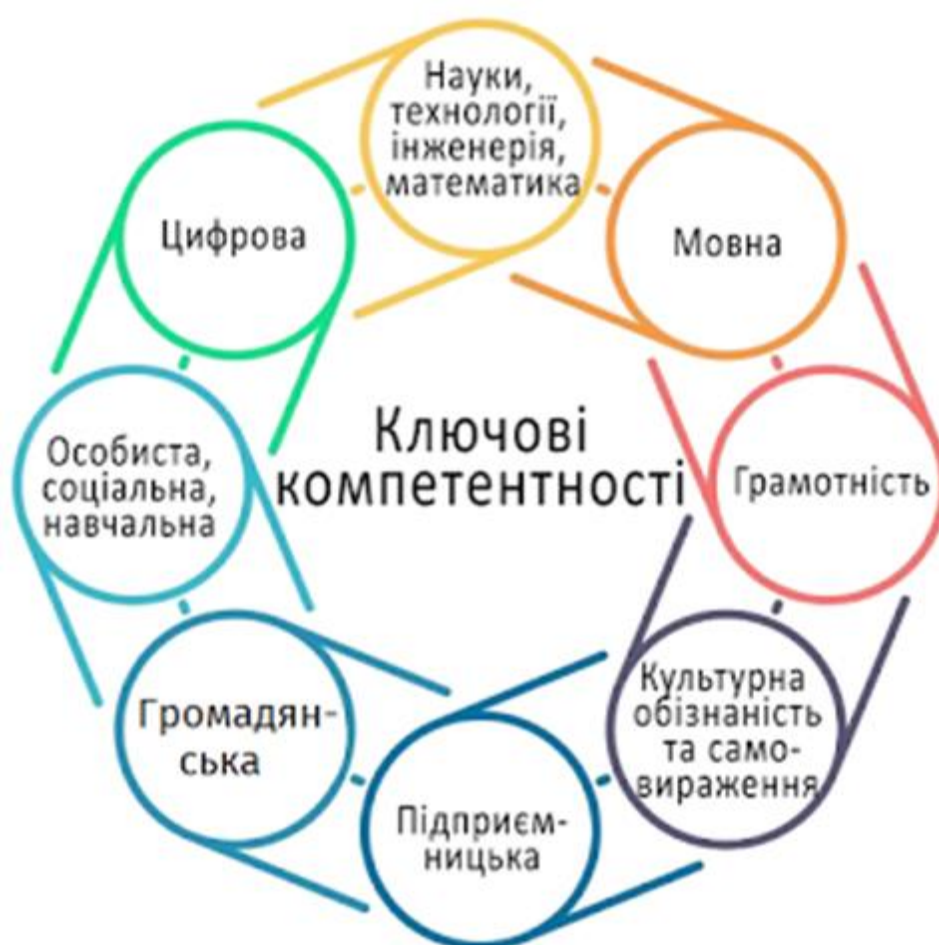 Науки,
технології,
інженерія,
математика
Мовна
Грамотність
Культурна
обізнаність
та само-
вираження
Підприєм-
ницька
Громадян-
ська
Особиста,
соціальна,
навчальна
Цифрова
Ключові
компетентності